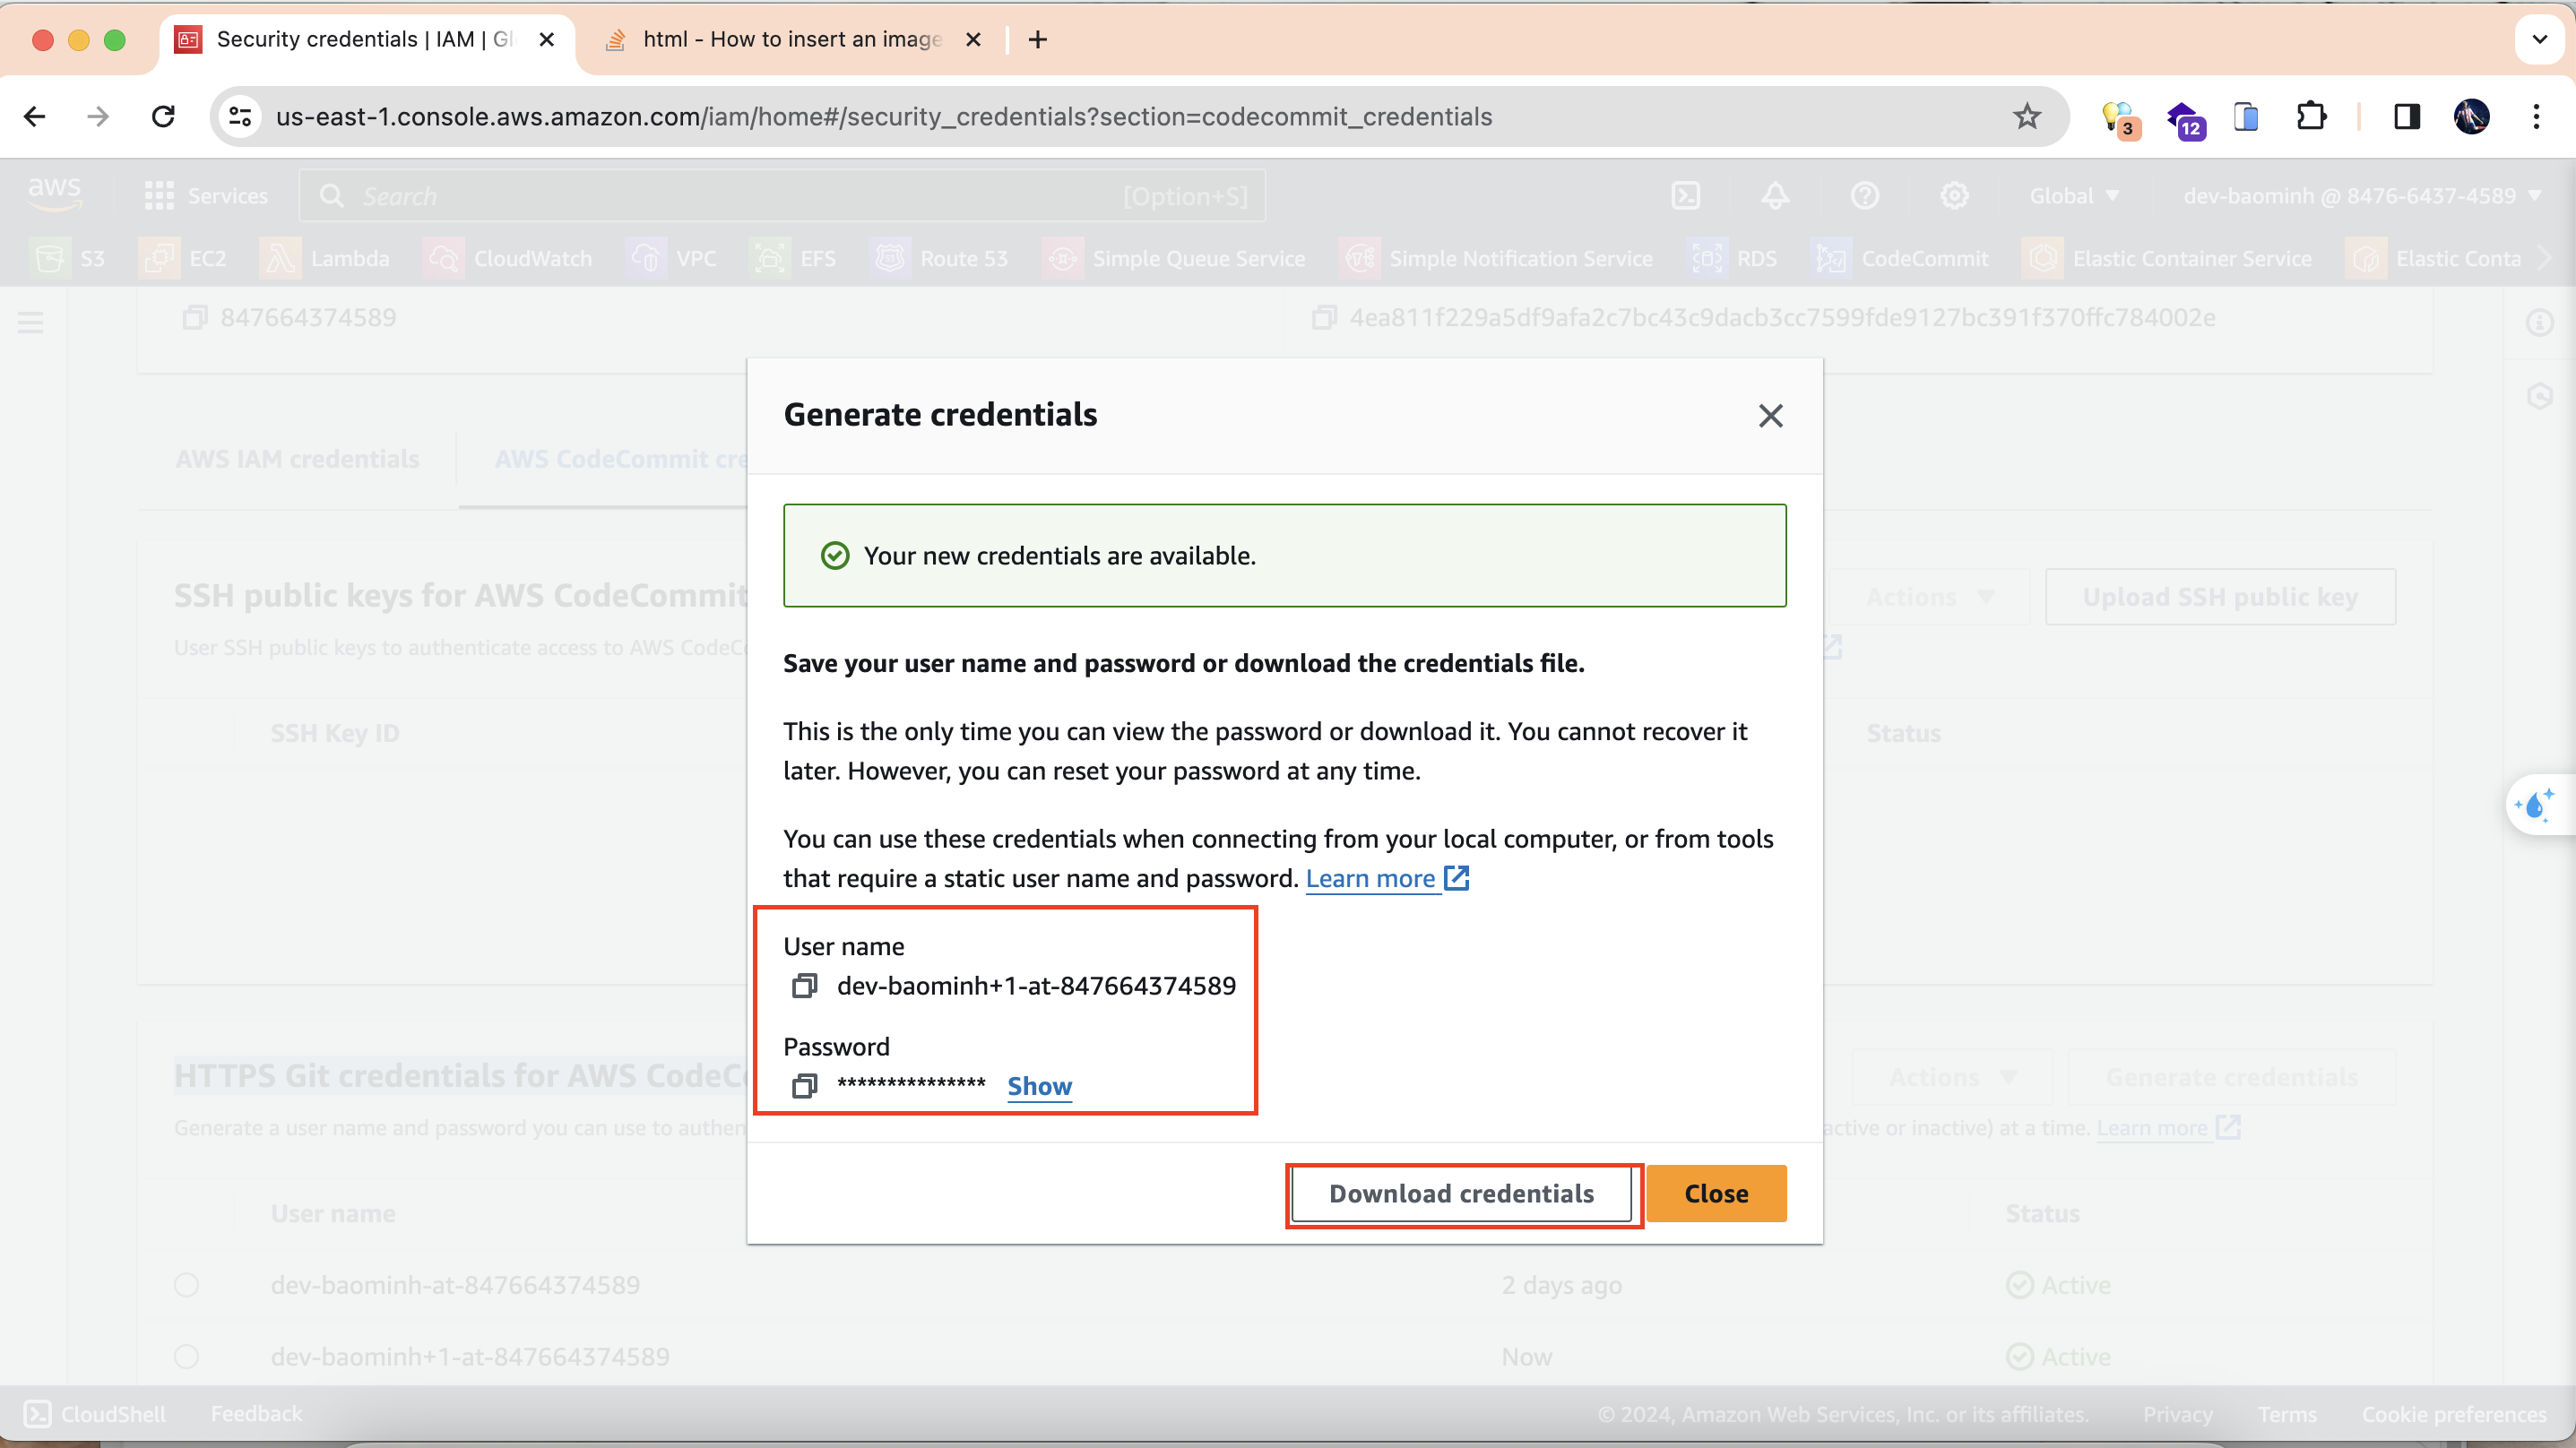 Security credentials | IAM | Gl
html - How to insert an image
us-east-1.console.aws.amazon.com/iam/home#/security_credentials?section=codecommit_credentials
3
12
aws
Services
Search
[Option+S]
Global
dev-baominh @ 8476-6437-4589
S3
EC2
Lambda
CloudWatch
VPC
EFS
Route 53
Simple Queue Service
Simple Notification Service
RDS
CodeCommit
Elastic Container Service
Elastic Conta
847664374589
4ea811f229a5df9afa2c7bc43c9dacb3cc7599fde9127bc391f370ffc784002e
AWS IAM credentials
AWS CodeCommit cre
SSH public keys for AWS CodeCommit
Actions
Upload SSH public key
User SSH public keys to authenticate access to AWS CodeCo
SSH Key ID
Status
Generate credentials
Your new credentials are available.
Save your user name and password or download the credentials file.
This is the only time you can view the password or download it. You cannot recover it
later. However, you can reset your password at any time.
You can use these credentials when connecting from your local computer, or from tools
that require a static user name and password. Learn more
User name
dev-baominh+1-at-847664374589
Password
*************** Show
Download credentials
Close
HTTPS Git credentials for AWS CodeCo
Actions
Generate credentials
Generate a user name and password you can use to authen
active or inactive) at a time. Learn more
User name
Status
dev-baominh-at-847664374589
2 days ago
Active
dev-baominh+1-at-847664374589
Now
Active
CloudShell
Feedback
© 2024, Amazon Web Services, Inc. or its affiliates.
Privacy
Terms
Cookie preferences